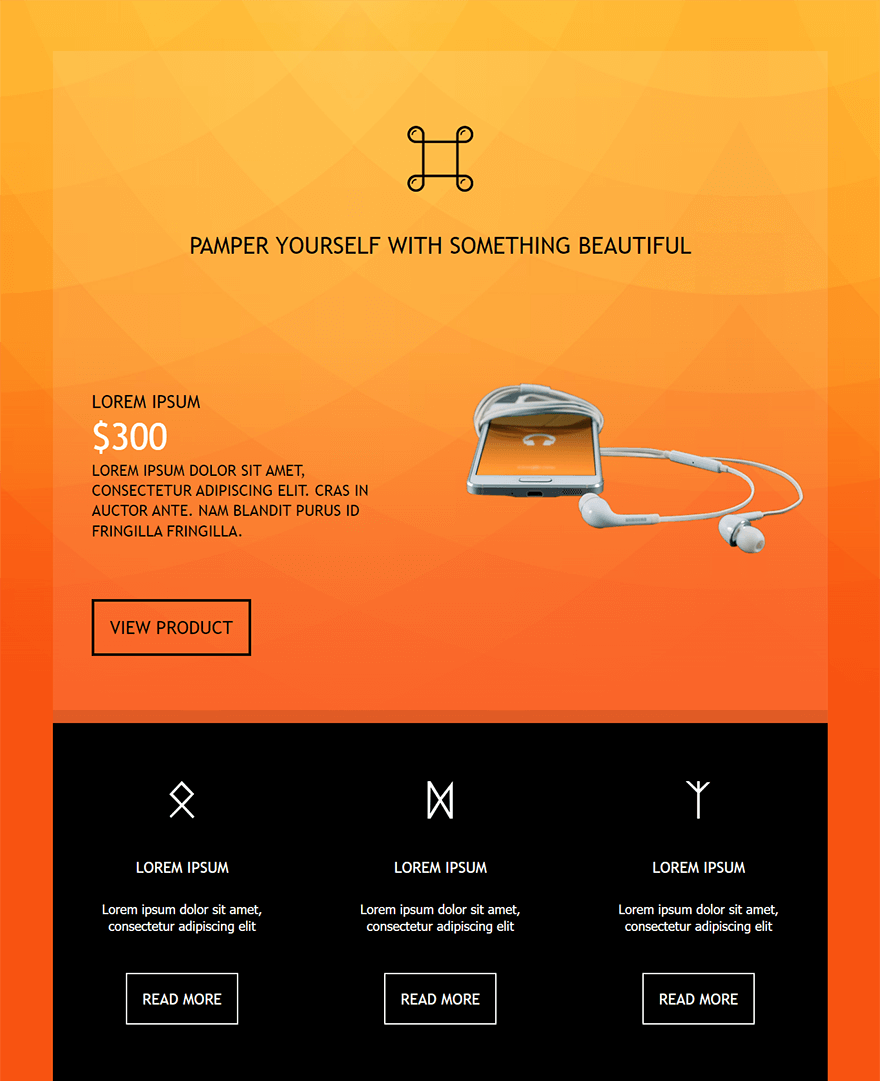 PAMPER YOURSELF WITH SOMETHING BEAUTIFUL
LOREM IPSUM
$300
LOREM IPSUM DOLOR SIT AMET,
CONSECTETUR ADIPISCING ELIT. CRAS IN
AUCTOR ANTE. NAM BLANDIT PURUS ID
FRINGILLA FRINGILLA.
VIEW PRODUCT
LOREM IPSUM
Lorem ipsum dolor sit amet,
consectetur adipiscing elit
READ MORE
LOREM IPSUM
Lorem ipsum dolor sit amet,
consectetur adipiscing elit
READ MORE
LOREM IPSUM
Lorem ipsum dolor sit amet,
consectetur adipiscing elit
READ MORE